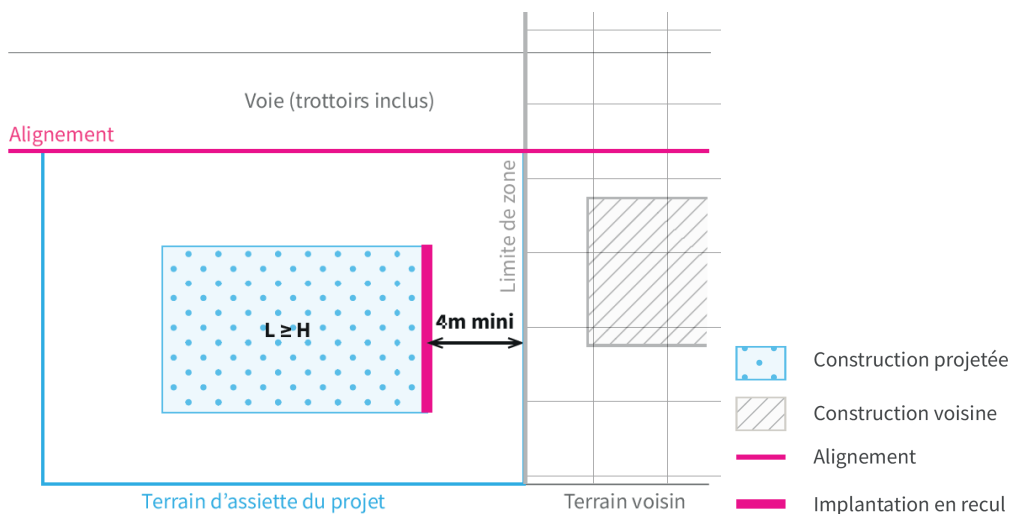 Voie (trottoirs inclus)
Alignement
Limite de zone
L ≥ H
4m mini
Terrain d’assiette du projet
Terrain voisin
Construction projetée
Construction voisine
Alignement
Implantation en recul